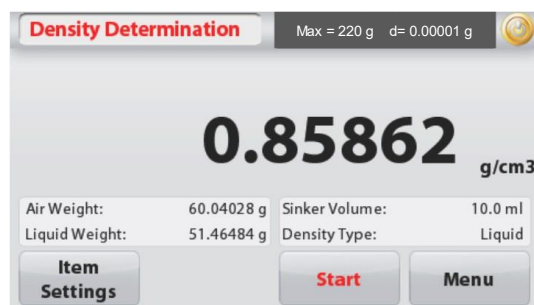 Density Determination Max = 220 g d= 0.00001 g
0.85862 g/cm3
Air Weight: 60.04028 g Sinker Volume: 10.0 ml
Liquid Weight: 51.46484 g Density Type: Liquid
Item
Settings
Start Menu